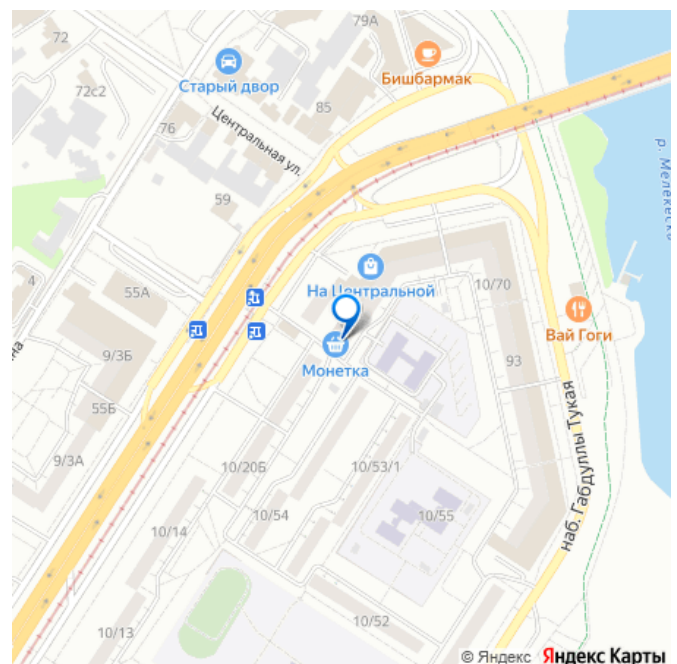 79А
72
Бишбармак
Старый двор
72с2
85
Центральная ул.
76
р. Мелекеска
59
4
55А
На Центральной
10/70
Вай Гоги
9/3Б
Монетка
93
55Б
наб. Габдуллы Тукая
9/3А
10/20Б
10/53/1
10/54
10/55
10/14
10/52
10/13
© Яндекс Яндекс Карты